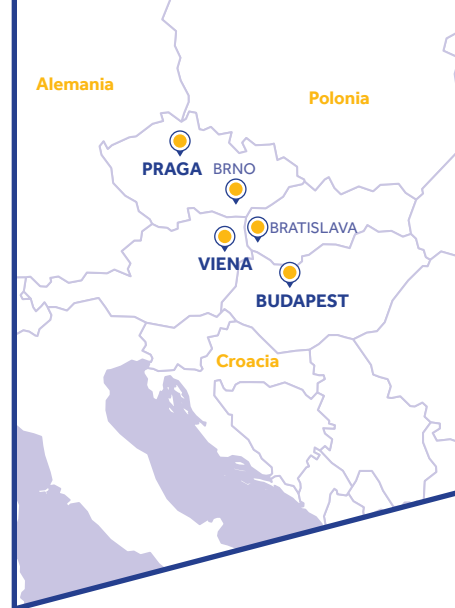 Alemania
Polonia
PRAGA
BRNO
BRATISLAVA
VIENA
BUDAPEST
Croacia